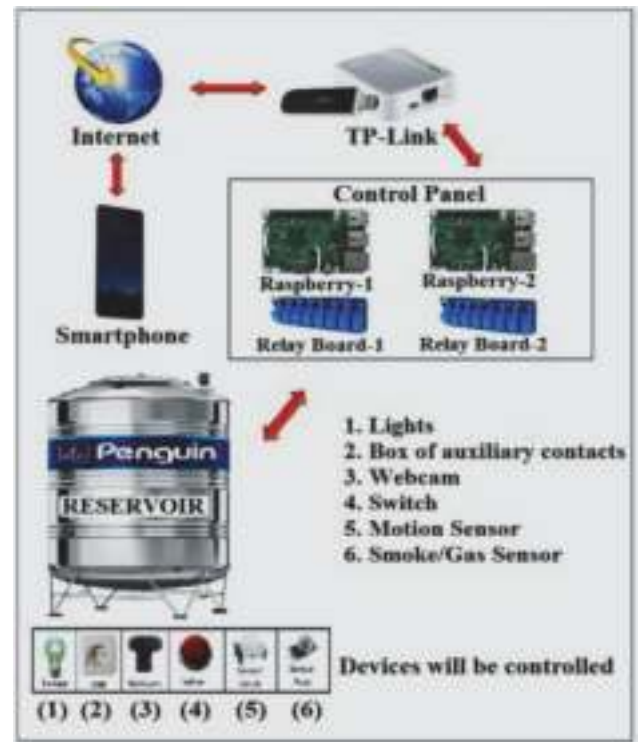 Internet
TP-Link
Control Panel
Raspberry-1
Raspberry-2
Smartphone
Relay Board-1
Relay Board-2
Penguin
RESERVOIR
1. Lights
2. Box of auxiliary contacts
3. Webcam
4. Switch
5. Motion Sensor
6. Smoke/Gas Sensor
Devices will be controlled
(1) (2) (3) (4) (5) (6)